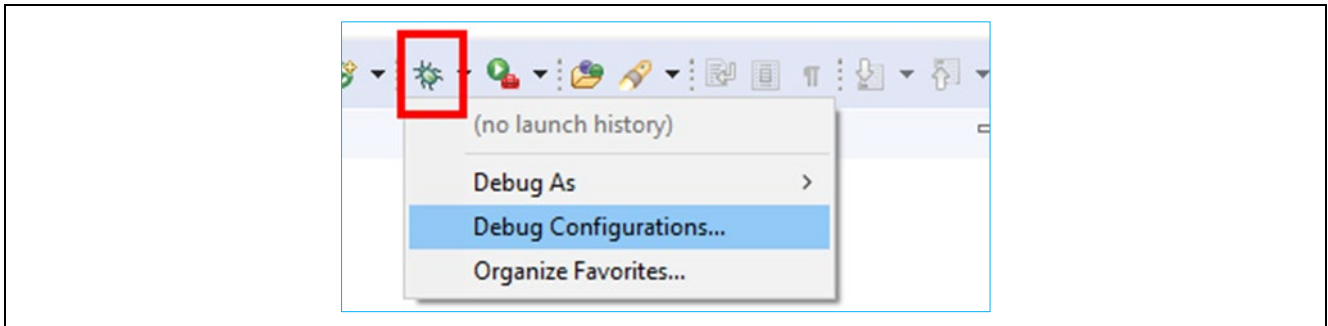 (no launch history)
Debug As
Debug Configurations...
Organize Favorites...